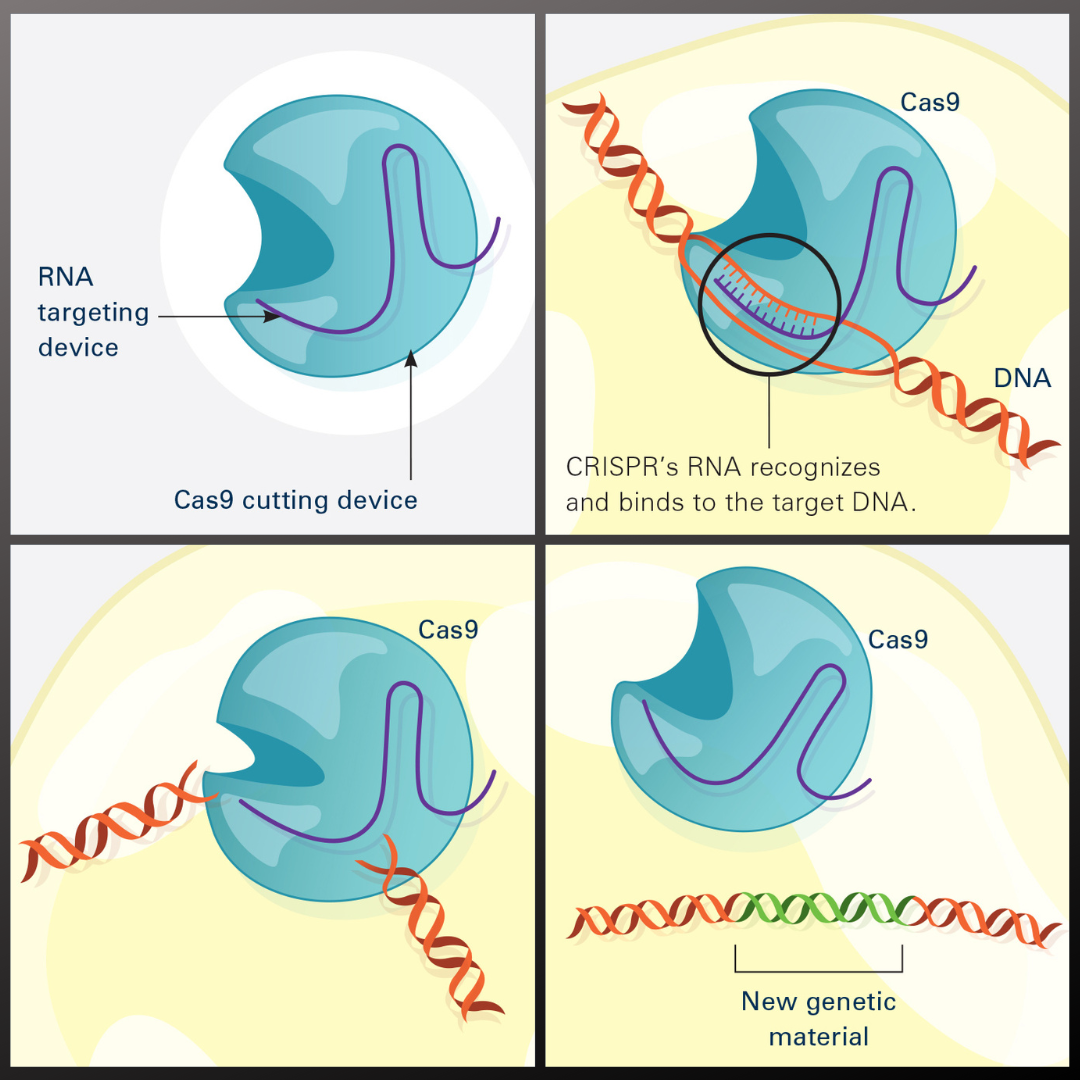 RNA
targeting
device
Cas9 cutting device
Cas9
DNA
CRISPR's RNA recognizes
and binds to the target DNA.
Cas9
Cas9
New genetic
material